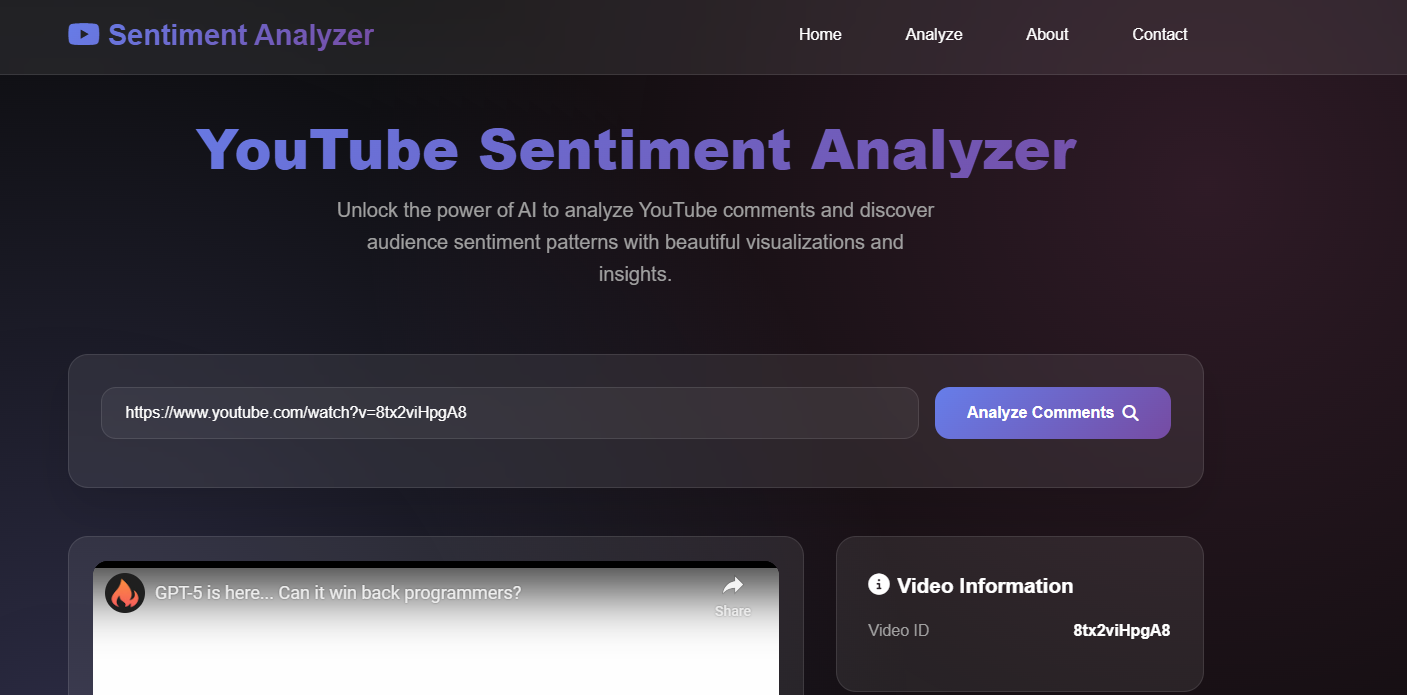 Sentiment Analyzer
Home
Analyze
About
Contact
YouTube Sentiment Analyzer
Unlock the power of AI to analyze YouTube comments and discover
audience sentiment patterns with beautiful visualizations and
insights.
https://www.youtube.com/watch?v=8tx2viHpgA8
Analyze Comments
GPT-5 is here... Can it win back programmers?
Share
Video Information
Video ID
8tx2viHpgA8